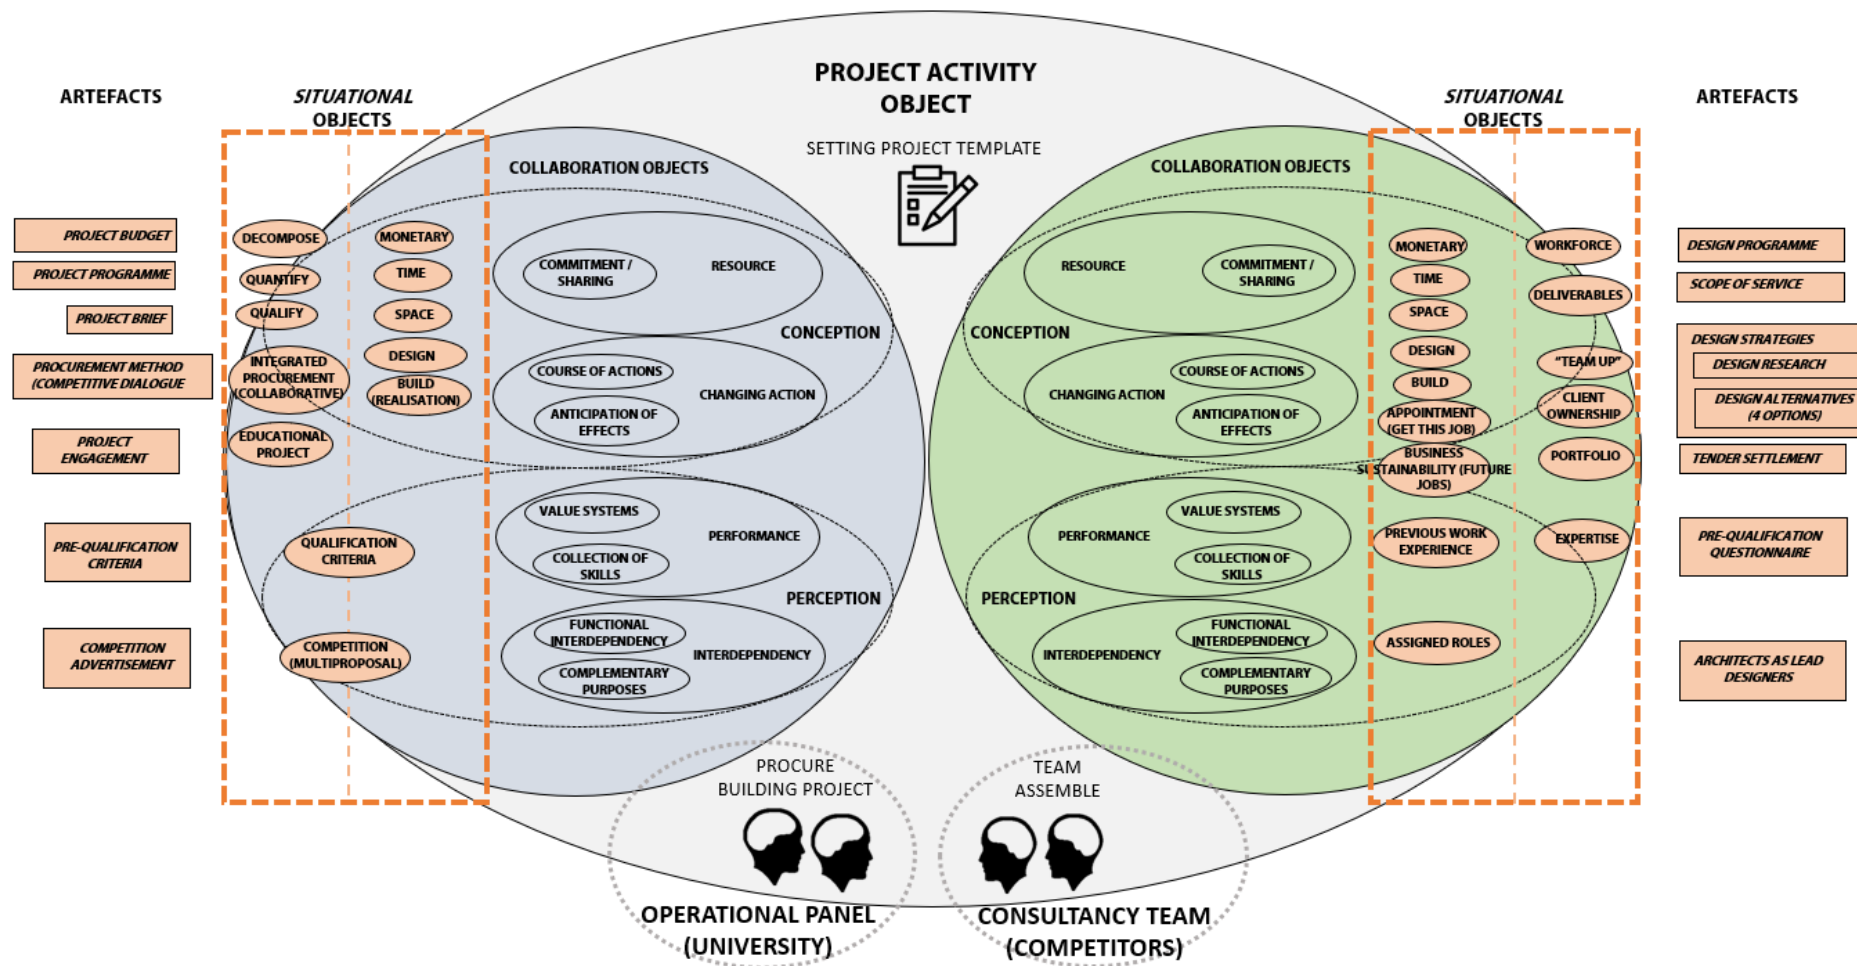 PROJECT ACTIVITY
OBJECT
SETTING PROJECT TEMPLATE
ARTEFACTS
SITUATIONAL
OBJECTS
PROJECT BUDGET
PROJECT PROGRAMME
PROJECT BRIEF
PROCUREMENT METHOD
(COMPETITIVE DIALOGUE
PROJECT
ENGAGEMENT
PRE-QUALIFICATION
CRITERIA
COMPETITION
ADVERTISEMENT
DECOMPOSE
QUANTIFY
QUALIFY
INTEGRATED
PROCUREMENT
(COLLABORATIVE)
EDUCATIONAL
PROJECT
MONETARY
TIME
SPACE
DESIGN
BUILD
(REALISATION)
QUALIFICATION
CRITERIA
COMPETITION
(MULTIPROPOSAL)
COLLABORATION OBJECTS
COMMITMENT /
SHARING
RESOURCE
CONCEPTION
COURSE OF ACTIONS
CHANGING ACTION
ANTICIPATION OF
EFFECTS
VALUE SYSTEMS
PERFORMANCE
COLLECTION OF
SKILLS
PERCEPTION
FUNCTIONAL
INTERDEPENDENCY
INTERDEPENDENCY
COMPLEMENTARY
PURPOSES
COLLABORATION OBJECTS
RESOURCE
COMMITMENT /
SHARING
CONCEPTION
COURSE OF ACTIONS
CHANGING ACTION
ANTICIPATION OF
EFFECTS
VALUE SYSTEMS
PERFORMANCE
COLLECTION OF
SKILLS
PERCEPTION
FUNCTIONAL
INTERDEPENDENCY
INTERDEPENDENCY
COMPLEMENTARY
PURPOSES
SITUATIONAL
OBJECTS
MONETARY
TIME
SPACE
DESIGN
BUILD
APPOINTMENT
(GET THIS JOB)
BUSINESS
SUSTAINABILITY (FUTURE
JOBS)
PREVIOUS WORK
EXPERIENCE
ASSIGNED ROLES
WORKFORCE
DELIVERABLES
"TEAM UP"
CLIENT
OWNERSHIP
PORTFOLIO
EXPERTISE
ARTEFACTS
DESIGN PROGRAMME
SCOPE OF SERVICE
DESIGN STRATEGIES
DESIGN RESEARCH
DESIGN ALTERNATIVES
(4 OPTIONS)
TENDER SETTLEMENT
PRE-QUALIFICATION
QUESTIONNAIRE
ARCHITECTS AS LEAD
DESIGNERS
PROCURE
BUILDING PROJECT
OPERATIONAL PANEL
(UNIVERSITY)
TEAM
ASSEMBLE
CONSULTANCY TEAM
(COMPETITORS)